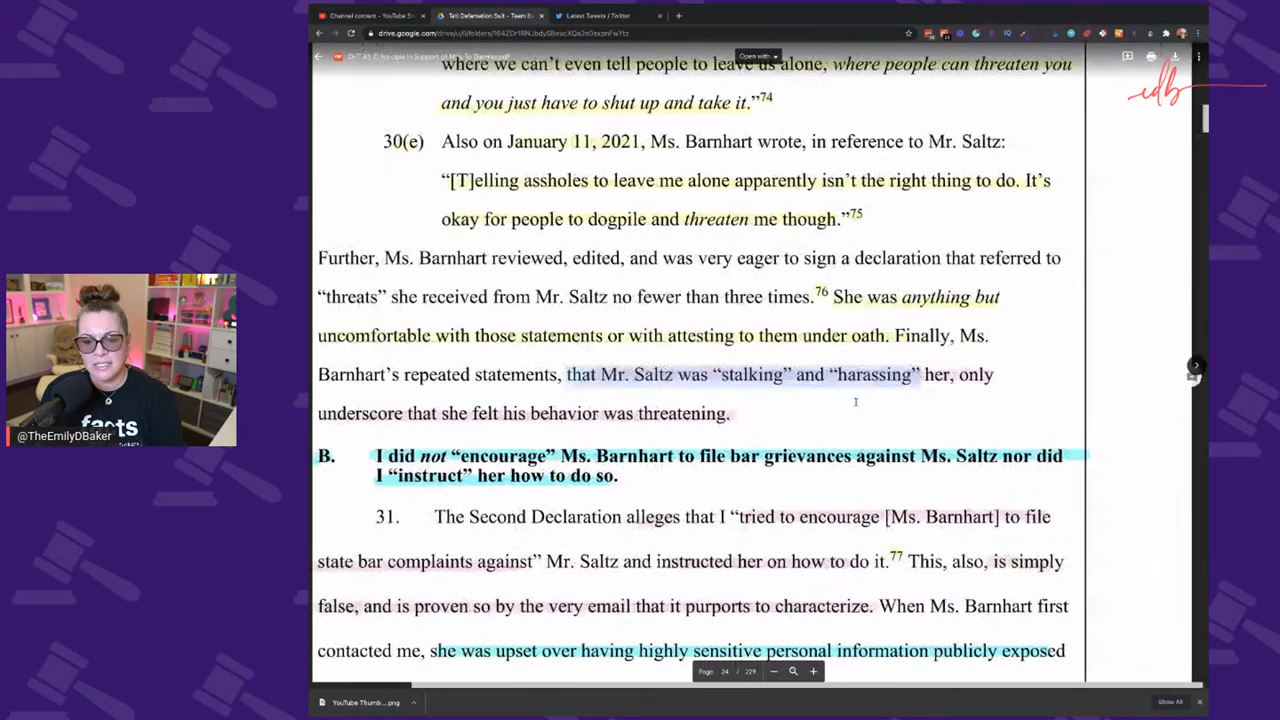 Channel content - YouTube St
Tati Defamation Suit - Team B
Latest Tweets / Twitter
Open with
edb
where we can't even tell people to leave us alone, where people can threaten you
and you just have to shut up and take it."74
30(e) Also on January 11, 2021, Ms. Barnhart wrote, in reference to Mr. Saltz:
"[T]elling assholes to leave me alone apparently isn't the right thing to do. It's
okay for people to dogpile and threaten me though."75
Further, Ms. Barnhart reviewed, edited, and was very eager to sign a declaration that referred to
"threats" she received from Mr. Saltz no fewer than three times.76 She was anything but
uncomfortable with those statements or with attesting to them under oath. Finally, Ms.
Barnhart's repeated statements, that Mr. Saltz was "stalking" and "harassing" her, only
underscore that she felt his behavior was threatening.
B. I did not "encourage" Ms. Barnhart to file bar grievances against Ms. Saltz nor did
I "instruct" her how to do so.
31. The Second Declaration alleges that I "tried to encourage [Ms. Barnhart] to file
state bar complaints against" Mr. Saltz and instructed her on how to do it.77 This, also, is simply
false, and is proven so by the very email that it purports to characterize. When Ms. Barnhart first
contacted me, she was upset over having highly sensitive personal information publicly exposed
Page 24 / 229
facts
@TheEmilyDBaker
YouTube Thumb....png
Show All